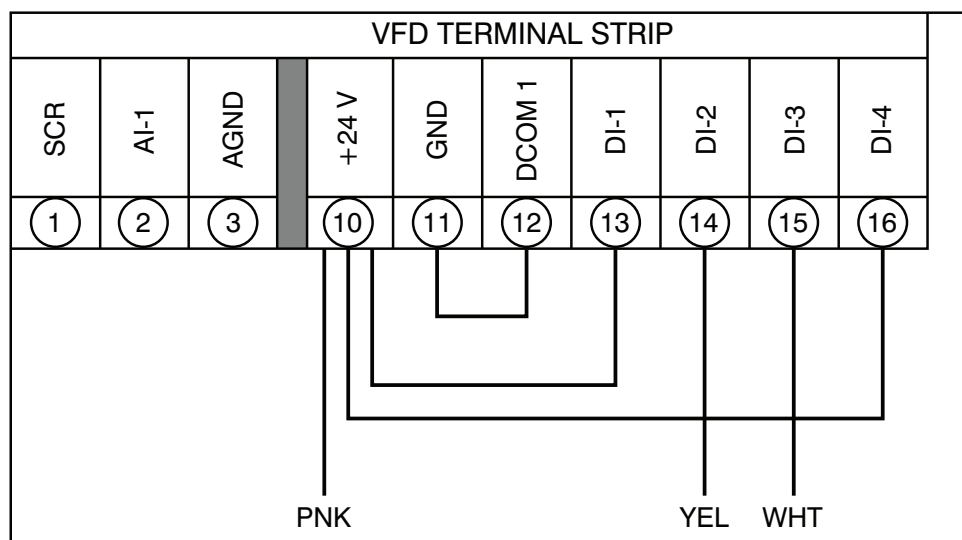 VFD TERMINAL STRIP
SCR AI-1 AGND +24 V GND DCOM 1 DI-1 DI-2 DI-3 DI-4
1 2 3 10 11 12 13 14 15 16
PNK YEL WHT